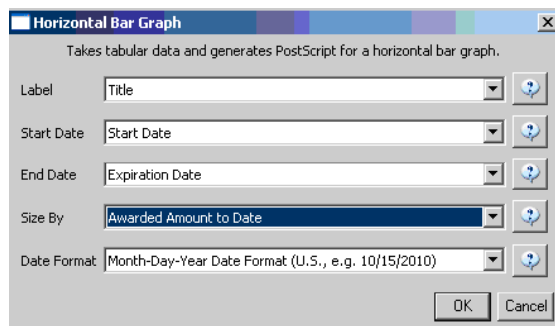 Horizontal Bar Graph
Takes tabular data and generates PostScript for a horizontal bar graph.
Label Title
Start Date Start Date
End Date Expiration Date
Size By Awarded Amount to Date
Date Format Month-Day-Year Date Format (U.S., e.g. 10/15/2010)
OK Cancel